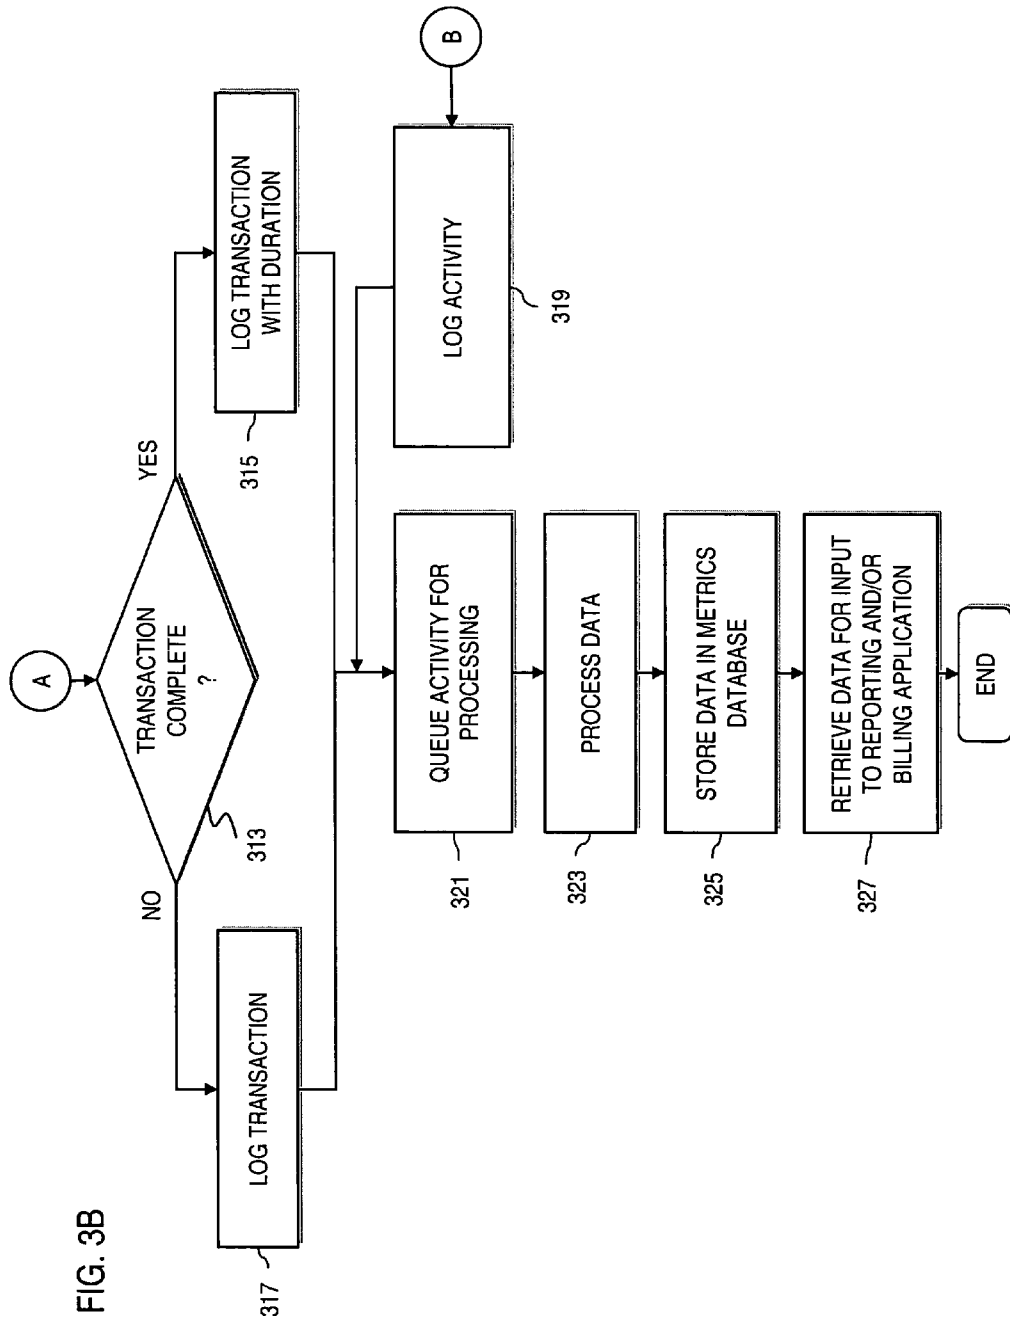 FIG. 3B
A
TRANSACTION
COMPLETE
?
313
NO
YES
LOG TRANSACTION
317
LOG TRANSACTION
WITH DURATION
315
B
LOG ACTIVITY
319
QUEUE ACTIVITY FOR
PROCESSING
321
PROCESS DATA
323
STORE DATA IN METRICS
DATABASE
325
RETRIEVE DATA FOR INPUT
TO REPORTING AND/OR
BILLING APPLICATION
327
END